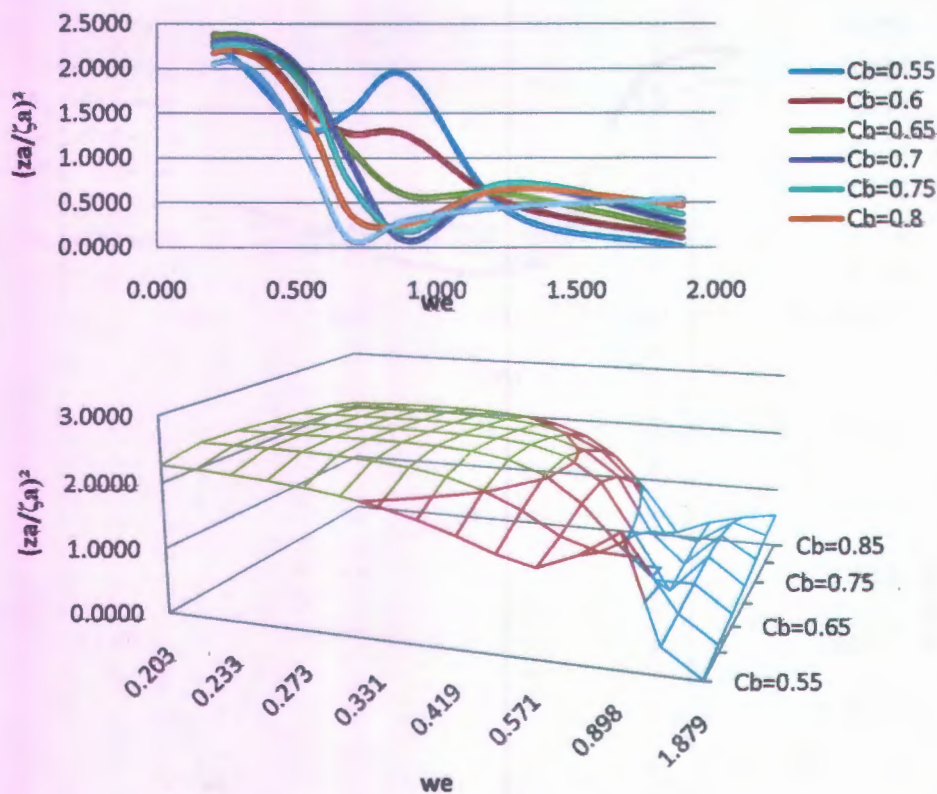 2.5000
2.0000
1.5000
1.0000
0.5000
0.0000
(za/ζa)²
0.000 0.500 1.000 1.500 2.000
we
Cb=0.55
Cb=0.6
Cb=0.65
Cb=0.7
Cb=0.75
Cb=0.8
3.0000
2.0000
1.0000
0.0000
(za/ζa)²
0.203 0.233 0.273 0.331 0.419 0.571 0.898 1.879
we
Cb=0.85
Cb=0.75
Cb=0.65
Cb=0.55